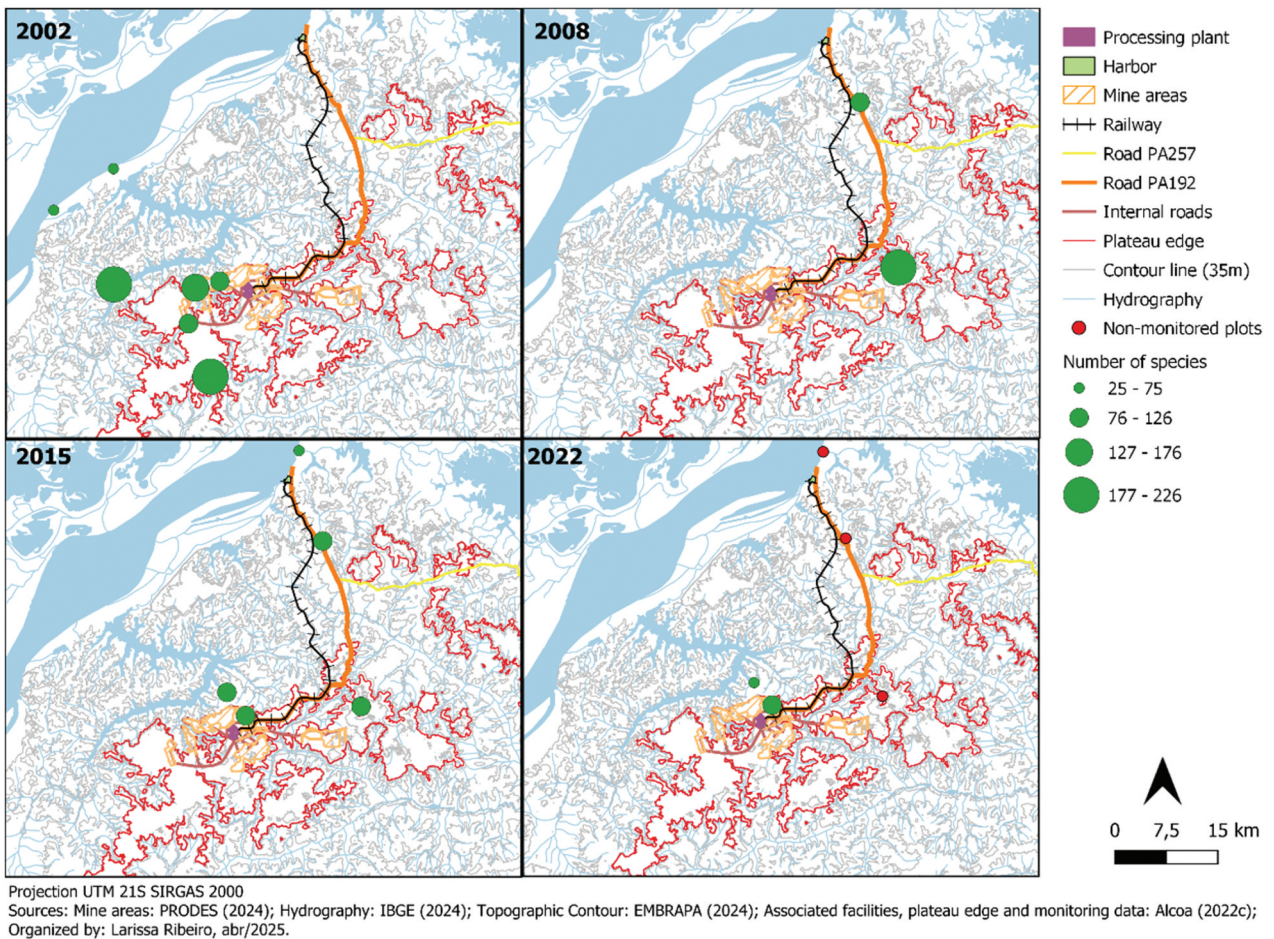 2002
2008
2015
2022
Processing plant
Harbor
Mine areas
Railway
Road PA257
Road PA192
Internal roads
Plateau edge
Contour line (35m)
Hydrography
Non-monitored plots
Number of species
25 - 75
76 - 126
127 - 176
177 - 226
0 7,5 15 km
Projection UTM 21S SIRGAS 2000
Sources: Mine areas: PRODES (2024); Hydrography: IBGE (2024); Topographic Contour: EMBRAPA (2024); Associated facilities, plateau edge and monitoring data: Alcoa (2022c);
Organized by: Larissa Ribeiro, abr/2025.